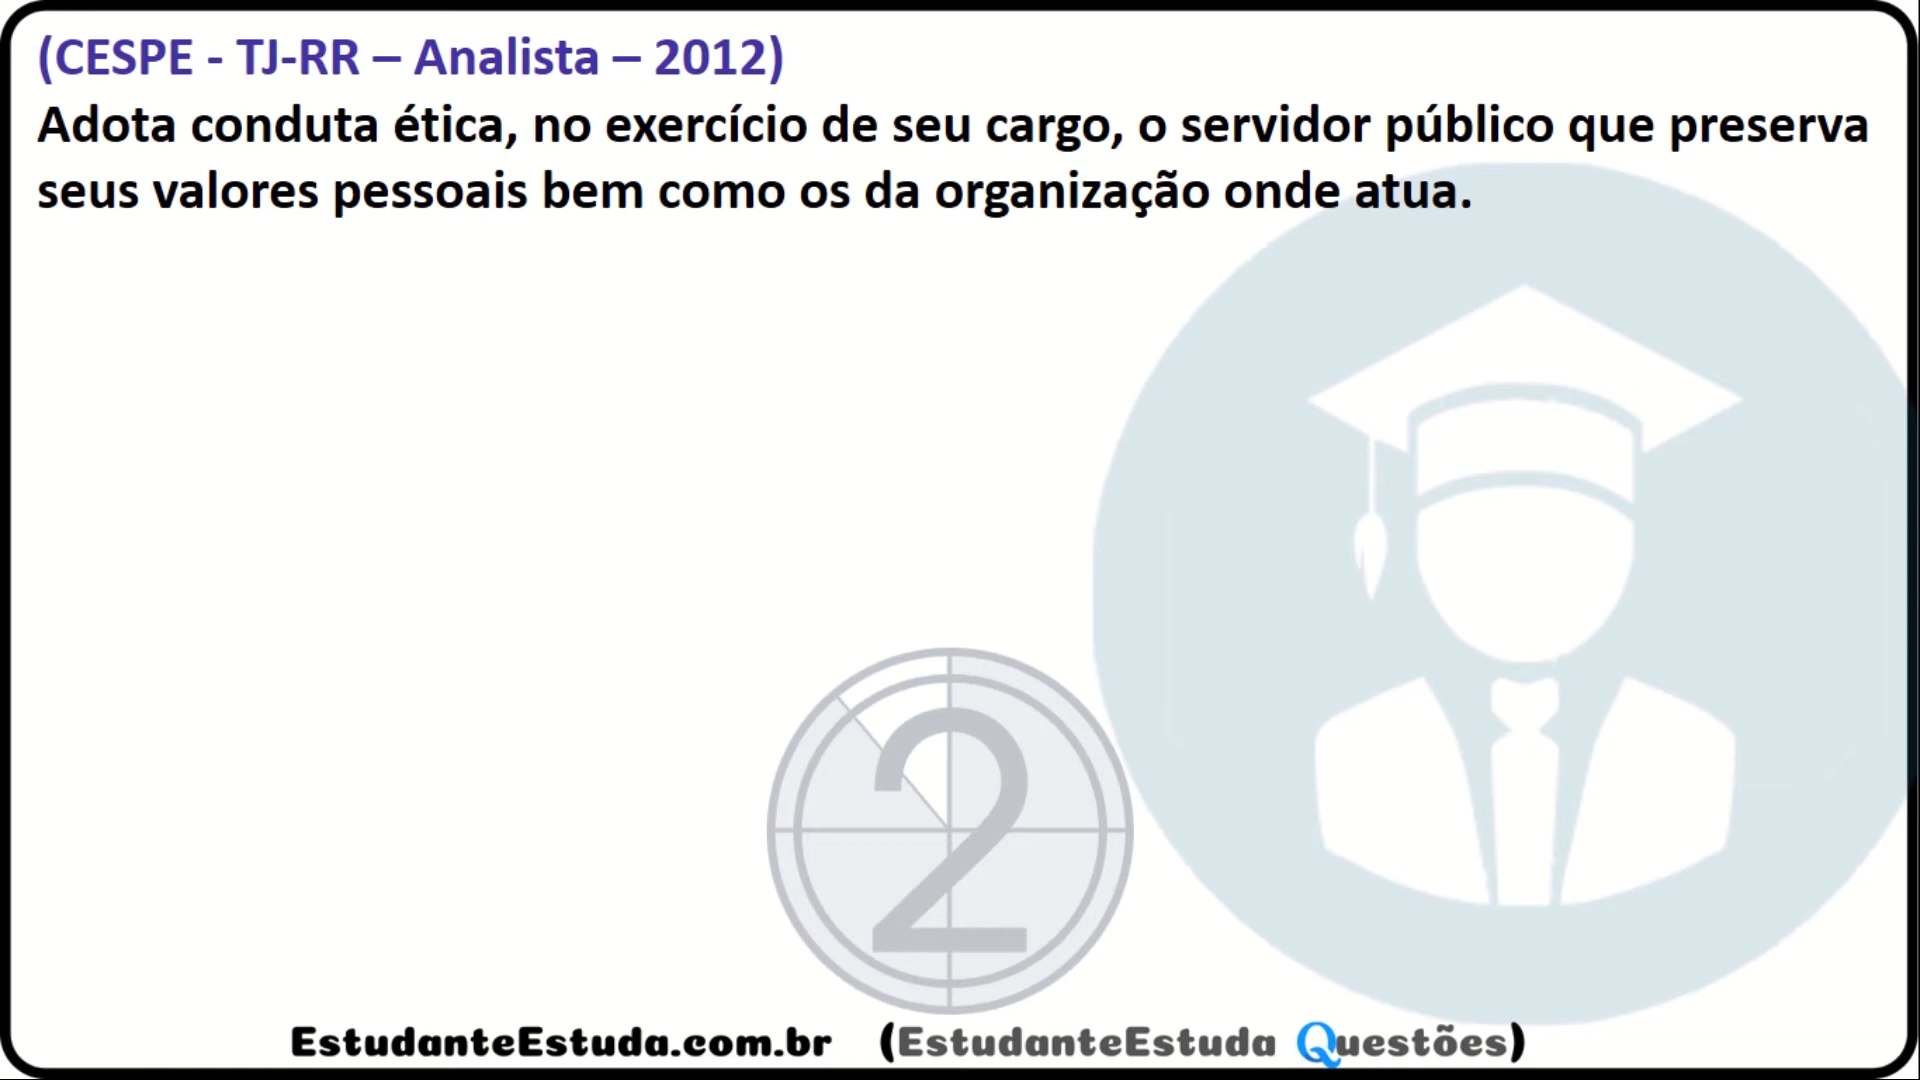 (CESPE - TJ-RR – Analista – 2012)
Adota conduta ética, no exercício de seu cargo, o servidor público que preserva
seus valores pessoais bem como os da organização onde atua.
2
EstudanteEstuda.com.br (EstudanteEstuda Questões)